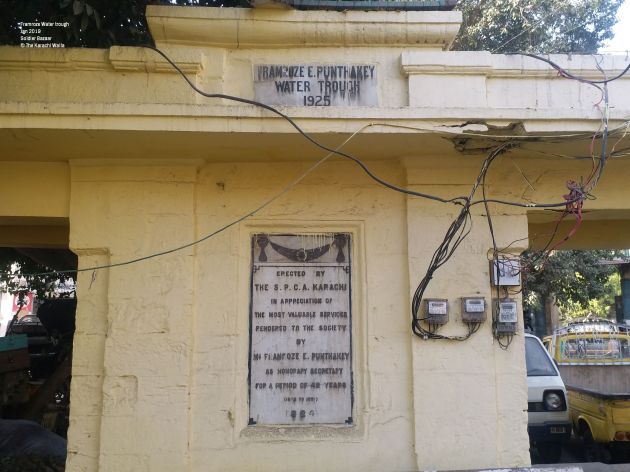 Framroze Water trough
Jan 2019
Soldier Bazaar
© The Karachi Walla
FRAMROZE E. PUNTHAKEY
WATER TROUGH
1925
ERECTED BY
THE S.P.C.A. KARACHI
IN APPRECIATION OF
THE MOST VALUABLE SERVICES
RENDERED TO THE SOCIETY
BY
Mr FramROZE E. PUNTHAKEY
AS HONORARY SECRETARY
FOR A PERIOD OF 42 YEARS